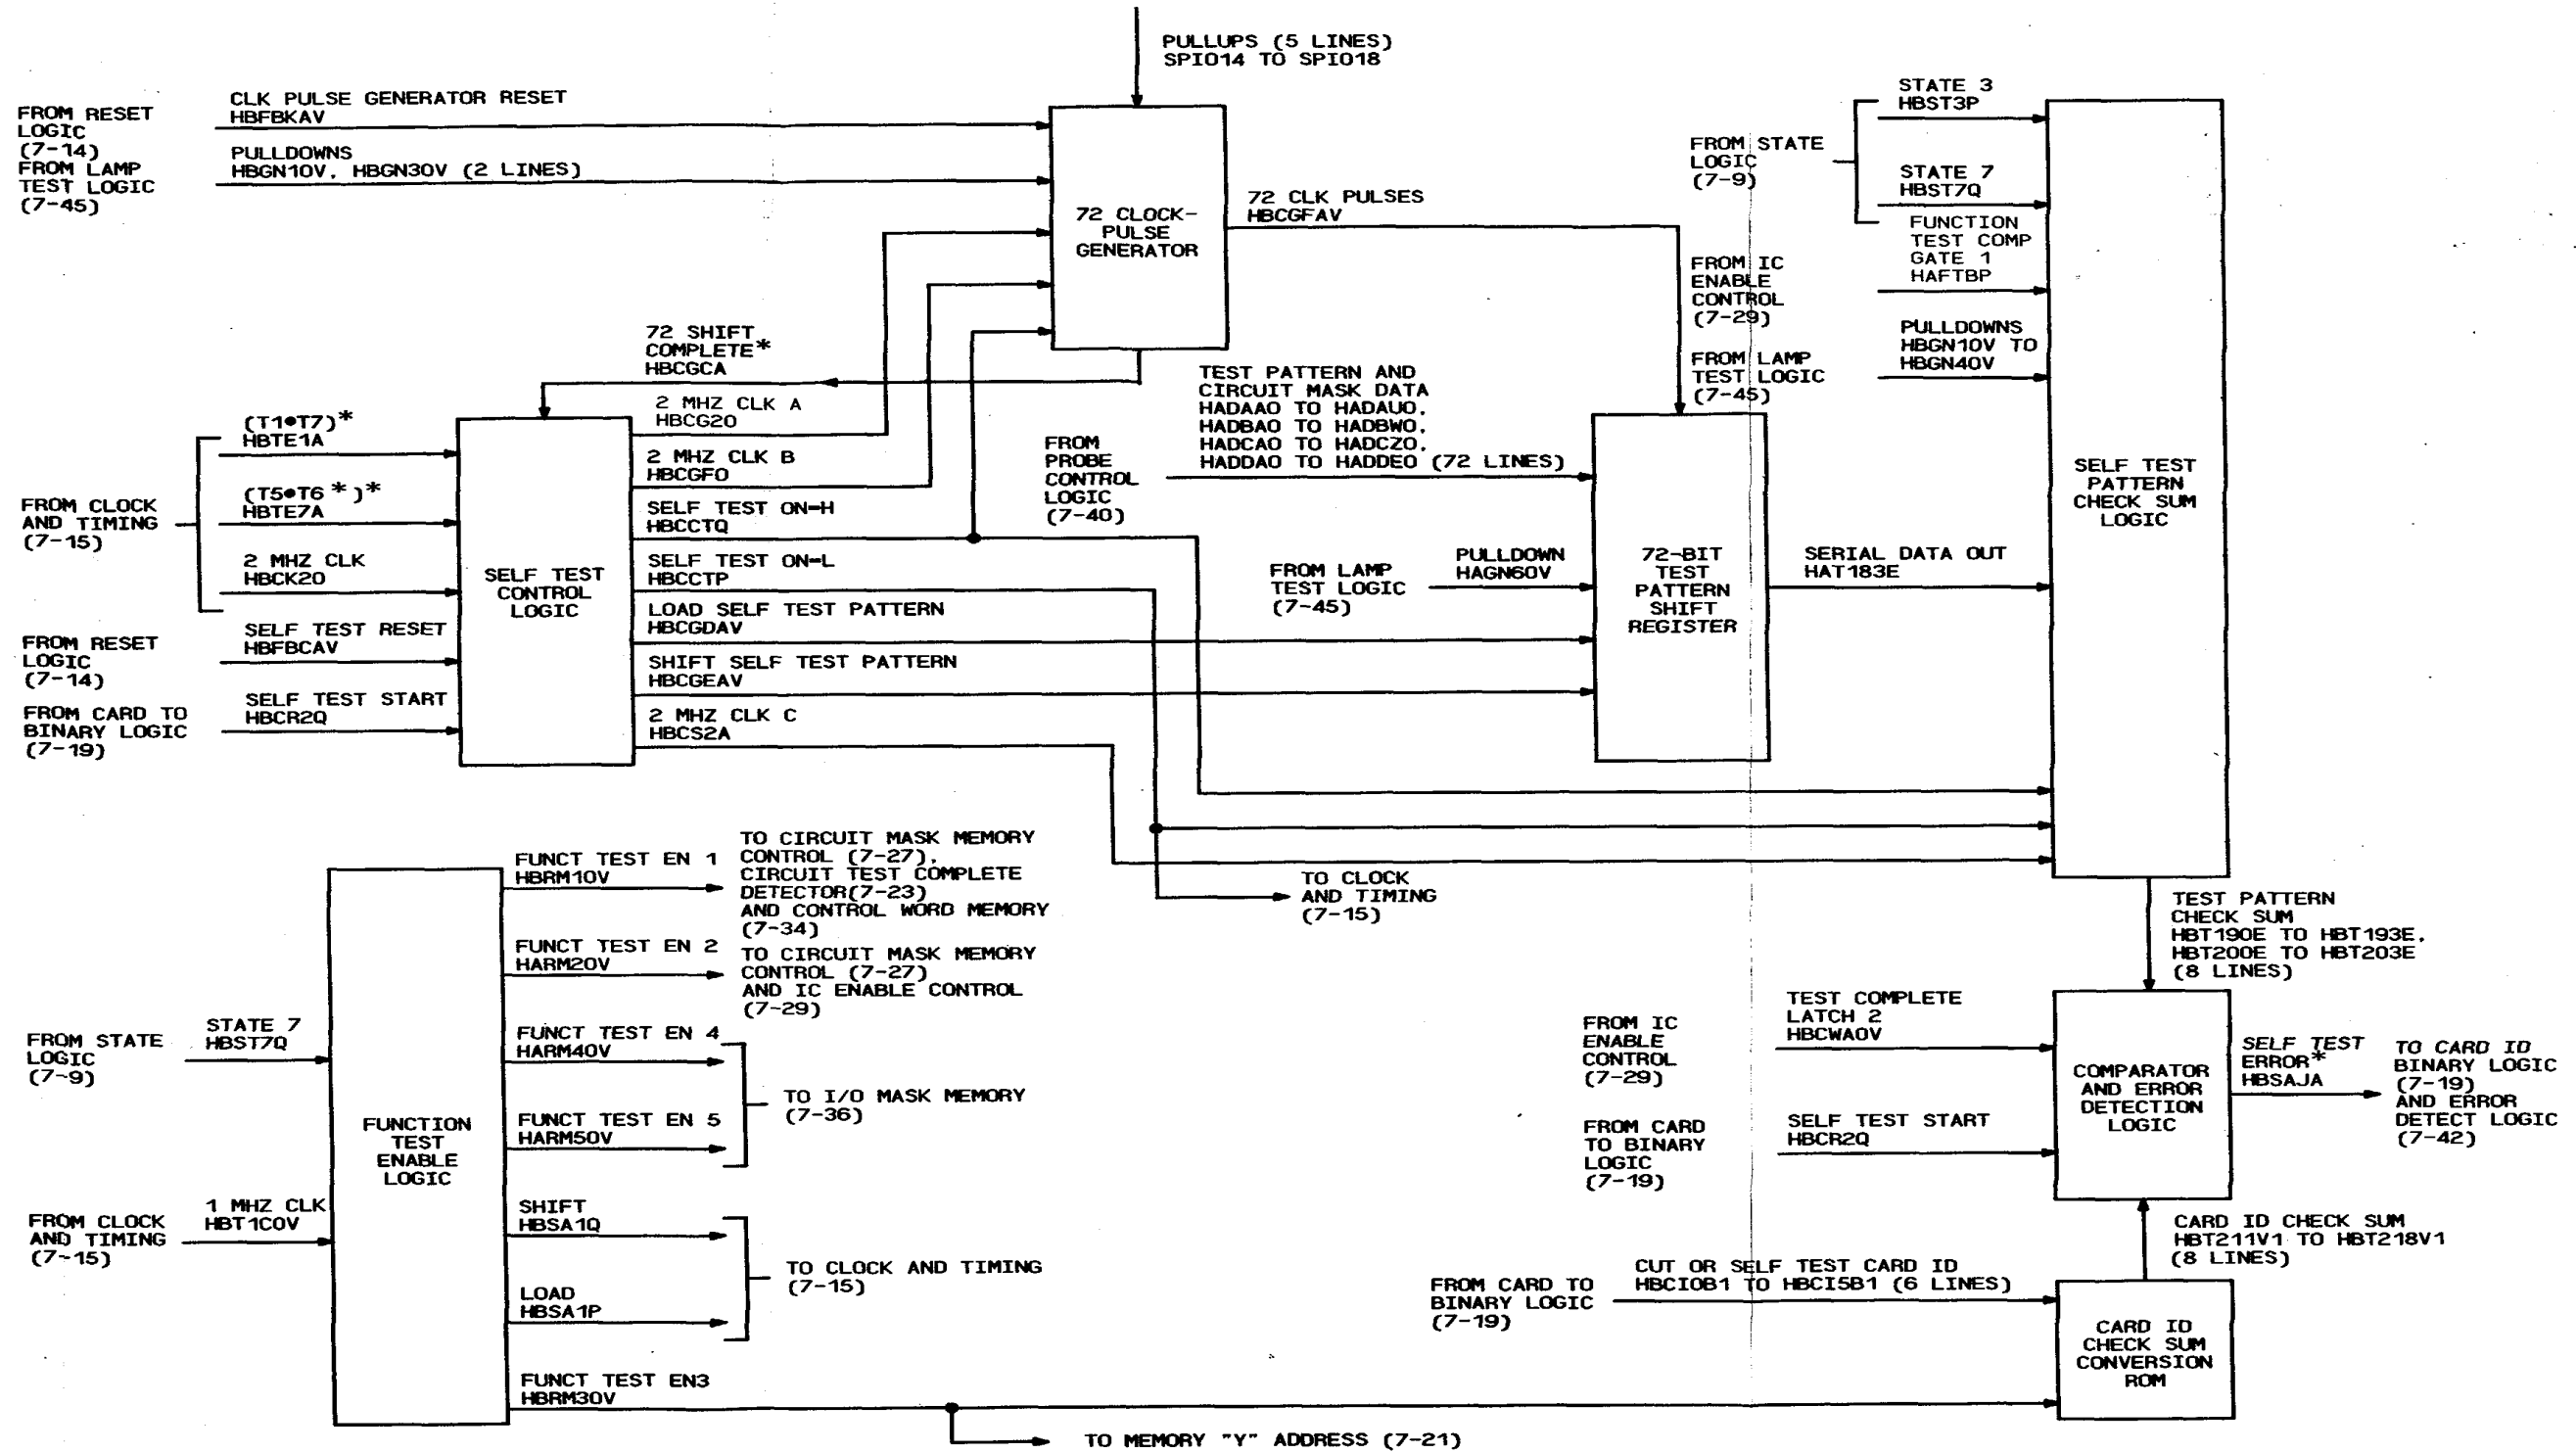 PULLUPS (5 LINES)
SPI014 TO SPI018
FROM RESET
LOGIC
(7-14)
CLK PULSE GENERATOR RESET
HBFBKAV
FROM LAMP
TEST LOGIC
(7-45)
PULLDOWNS
HBGN10V, HBGN30V (2 LINES)
72 CLOCK-
PULSE
GENERATOR
72 CLK PULSES
HBCGFAV
72 SHIFT
COMPLETE*
HBCGCA
FROM CLOCK
AND TIMING
(7-15)
(T1•T7)*
HBTE1A
(T5•T6*)*
HBTE7A
2 MHZ CLK
HBCK20
FROM RESET
LOGIC
(7-14)
SELF TEST RESET
HBFBCAV
FROM CARD TO
BINARY LOGIC
(7-19)
SELF TEST START
HBCR2Q
SELF TEST
CONTROL
LOGIC
2 MHZ CLK A
HBCG20
2 MHZ CLK B
HBCGFO
SELF TEST ON-H
HBCCTQ
SELF TEST ON-L
HBCCTP
LOAD SELF TEST PATTERN
HBCGDAV
SHIFT SELF TEST PATTERN
HBCGEAV
2 MHZ CLK C
HBCS2A
FROM
PROBE
CONTROL
LOGIC
(7-40)
TEST PATTERN AND
CIRCUIT MASK DATA
HADAAO TO HADAUO,
HADBAO TO HADBWO,
HADCAO TO HADCZO,
HADDAO TO HADDEO (72 LINES)
FROM LAMP
TEST LOGIC
(7-45)
PULLDOWN
HAGN60V
72-BIT
TEST
PATTERN
SHIFT
REGISTER
SERIAL DATA OUT
HAT183E
FROM STATE
LOGIC
(7-9)
STATE 3
HBST3P
STATE 7
HBST7Q
FROM IC
ENABLE
CONTROL
(7-29)
FUNCTION
TEST COMP
GATE 1
HAFTBP
FROM LAMP
TEST LOGIC
(7-45)
PULLDOWNS
HBGN10V TO
HBGN40V
SELF TEST
PATTERN
CHECK SUM
LOGIC
TO CLOCK
AND TIMING
(7-15)
TEST PATTERN
CHECK SUM
HBT190E TO HBT193E,
HBT200E TO HBT203E
(8 LINES)
FROM STATE
LOGIC
(7-9)
STATE 7
HBST7Q
FROM CLOCK
AND TIMING
(7-15)
1 MHZ CLK
HBT1C0V
FUNCTION
TEST
ENABLE
LOGIC
FUNCT TEST EN 1
HBRM10V
TO CIRCUIT MASK MEMORY
CONTROL (7-27),
CIRCUIT TEST COMPLETE
DETECTOR(7-23)
AND CONTROL WORD MEMORY
(7-34)
FUNCT TEST EN 2
HARM20V
TO CIRCUIT MASK MEMORY
CONTROL (7-27)
AND IC ENABLE CONTROL
(7-29)
FUNCT TEST EN 4
HARM40V
FUNCT TEST EN 5
HARM50V
TO I/O MASK MEMORY
(7-36)
SHIFT
HBSA1Q
LOAD
HBSA1P
TO CLOCK AND TIMING
(7-15)
FUNCT TEST EN3
HBRM30V
TO MEMORY "Y" ADDRESS (7-21)
FROM IC
ENABLE
CONTROL
(7-29)
TEST COMPLETE
LATCH 2
HBCWA0V
FROM CARD
TO BINARY
LOGIC
(7-19)
SELF TEST START
HBCR2Q
COMPARATOR
AND ERROR
DETECTION
LOGIC
SELF TEST
ERROR*
HBSAJA
TO CARD ID
BINARY LOGIC
(7-19)
AND ERROR
DETECT LOGIC
(7-42)
CARD ID CHECK SUM
HBT211V1 TO HBT218V1
(8 LINES)
FROM CARD TO
BINARY LOGIC
(7-19)
CUT OR SELF TEST CARD ID
HBCI0B1 TO HBCI5B1 (6 LINES)
CARD ID
CHECK SUM
CONVERSION
ROM